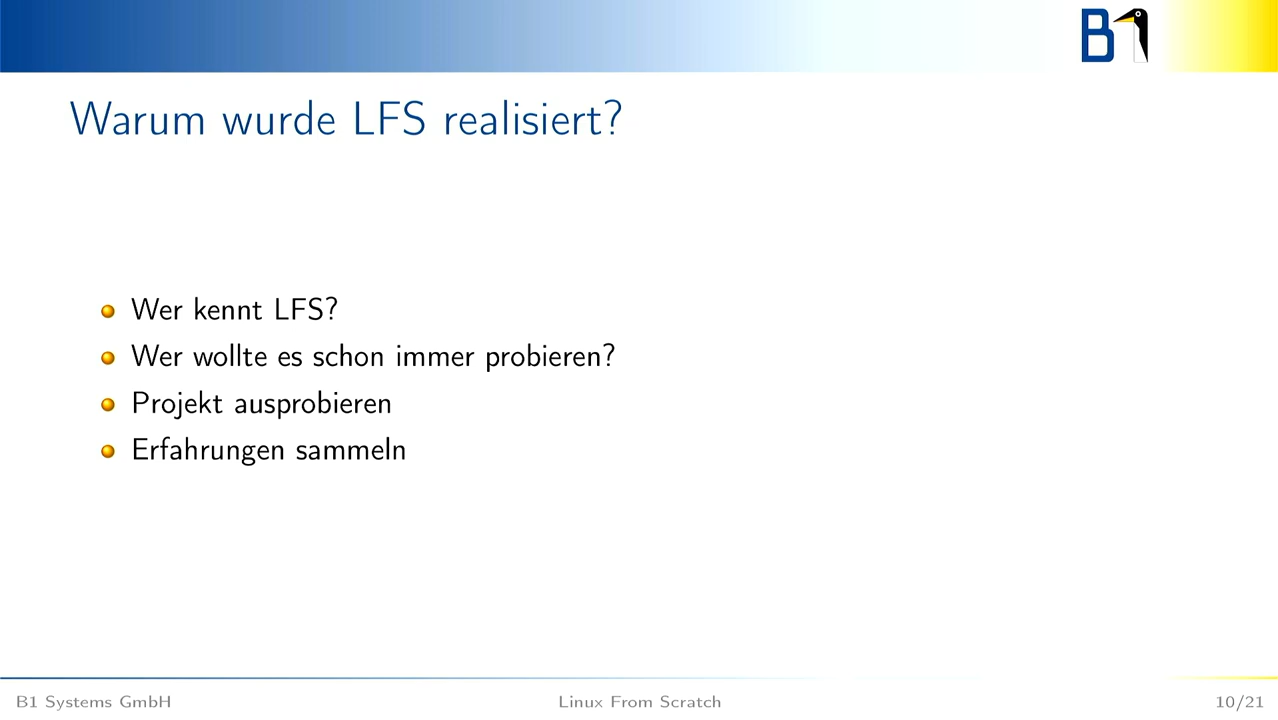 B1
Warum wurde LFS realisiert?
Wer kennt LFS?
Wer wollte es schon immer probieren?
Projekt ausprobieren
Erfahrungen sammeln
B1 Systems GmbH
Linux From Scratch
10/21